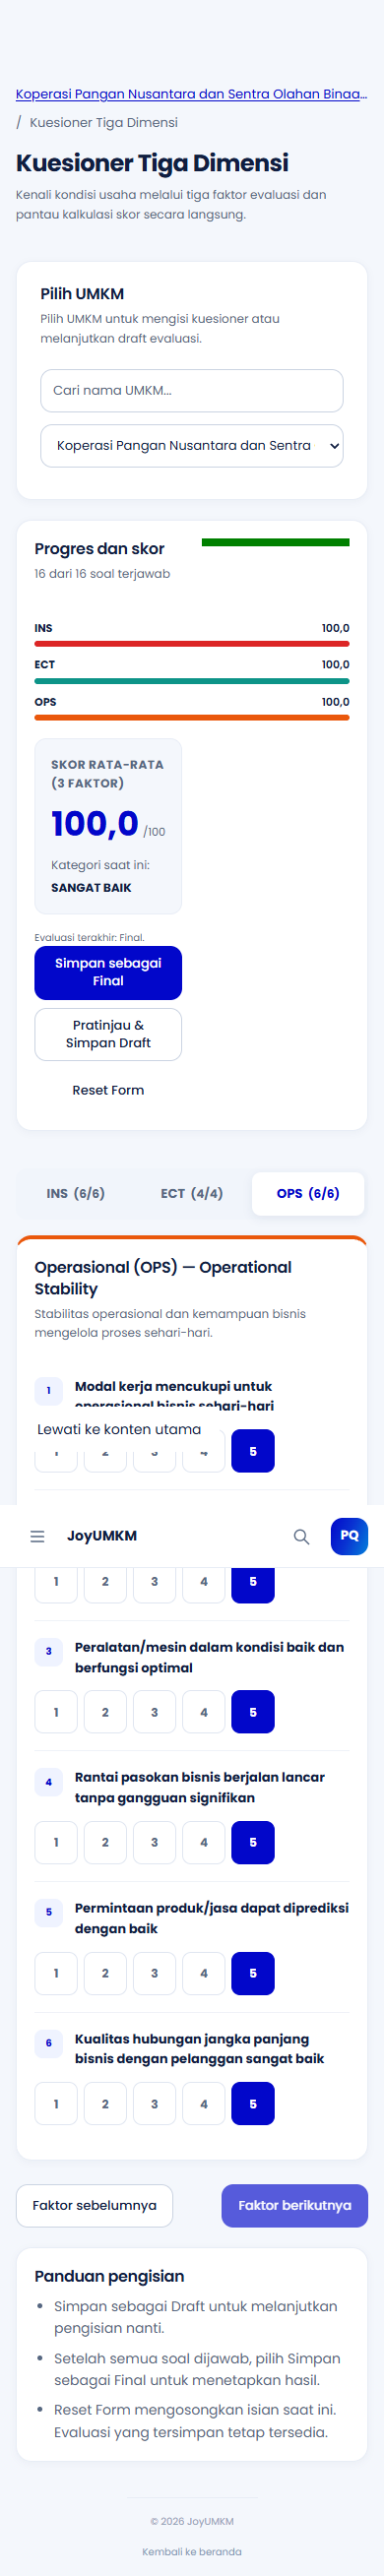 Koperasi Pangan Nusantara dan Sentra Olahan Binaa...
/ Kuesioner Tiga Dimensi
Kuesioner Tiga Dimensi
Kenali kondisi usaha melalui tiga faktor evaluasi dan
pantau kalkulasi skor secara langsung.
Pilih UMKM
Pilih UMKM untuk mengisi kuesioner atau
melanjutkan draft evaluasi.
Cari nama UMKM...
Koperasi Pangan Nusantara dan Sentra
Progres dan skor
16 dari 16 soal terjawab
INS 100,0
ECT 100,0
OPS 100,0
SKOR RATA-RATA
(3 FAKTOR)
100,0 /100
Kategori saat ini:
SANGAT BAIK
Evaluasi terakhir: Final.
Simpan sebagai
Final
Pratinjau &
Simpan Draft
Reset Form
INS (6/6) ECT (4/4) OPS (6/6)
Operasional (OPS) — Operational
Stability
Stabilitas operasional dan kemampuan bisnis
mengelola proses sehari-hari.
1 Modal kerja mencukupi untuk
operasional bisnis sehari-hari
Lewati ke konten utama
1 2 3 4 5
JoyUMKM PQ
1 2 3 4 5
3 Peralatan/mesin dalam kondisi baik dan
berfungsi optimal
1 2 3 4 5
4 Rantai pasokan bisnis berjalan lancar
tanpa gangguan signifikan
1 2 3 4 5
5 Permintaan produk/jasa dapat diprediksi
dengan baik
1 2 3 4 5
6 Kualitas hubungan jangka panjang
bisnis dengan pelanggan sangat baik
1 2 3 4 5
Faktor sebelumnya Faktor berikutnya
Panduan pengisian
• Simpan sebagai Draft untuk melanjutkan
pengisian nanti.
• Setelah semua soal dijawab, pilih Simpan
sebagai Final untuk menetapkan hasil.
• Reset Form mengosongkan isian saat ini.
Evaluasi yang tersimpan tetap tersedia.
© 2026 JoyUMKM
Kembali ke beranda